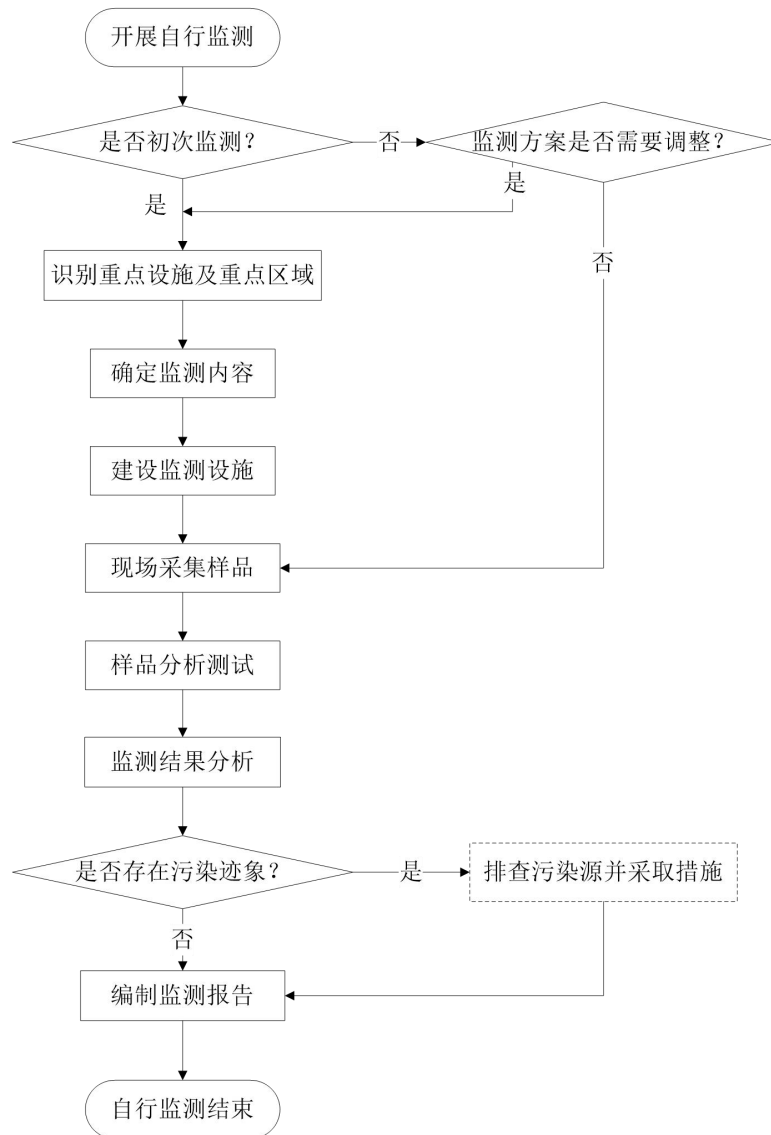 开展自行监测
是否初次监测？
否
监测方案是否需要调整？
是
是
否
识别重点设施及重点区域
确定监测内容
建设监测设施
现场采集样品
样品分析测试
监测结果分析
是否存在污染迹象？
是
排查污染源并采取措施
否
编制监测报告
自行监测结束